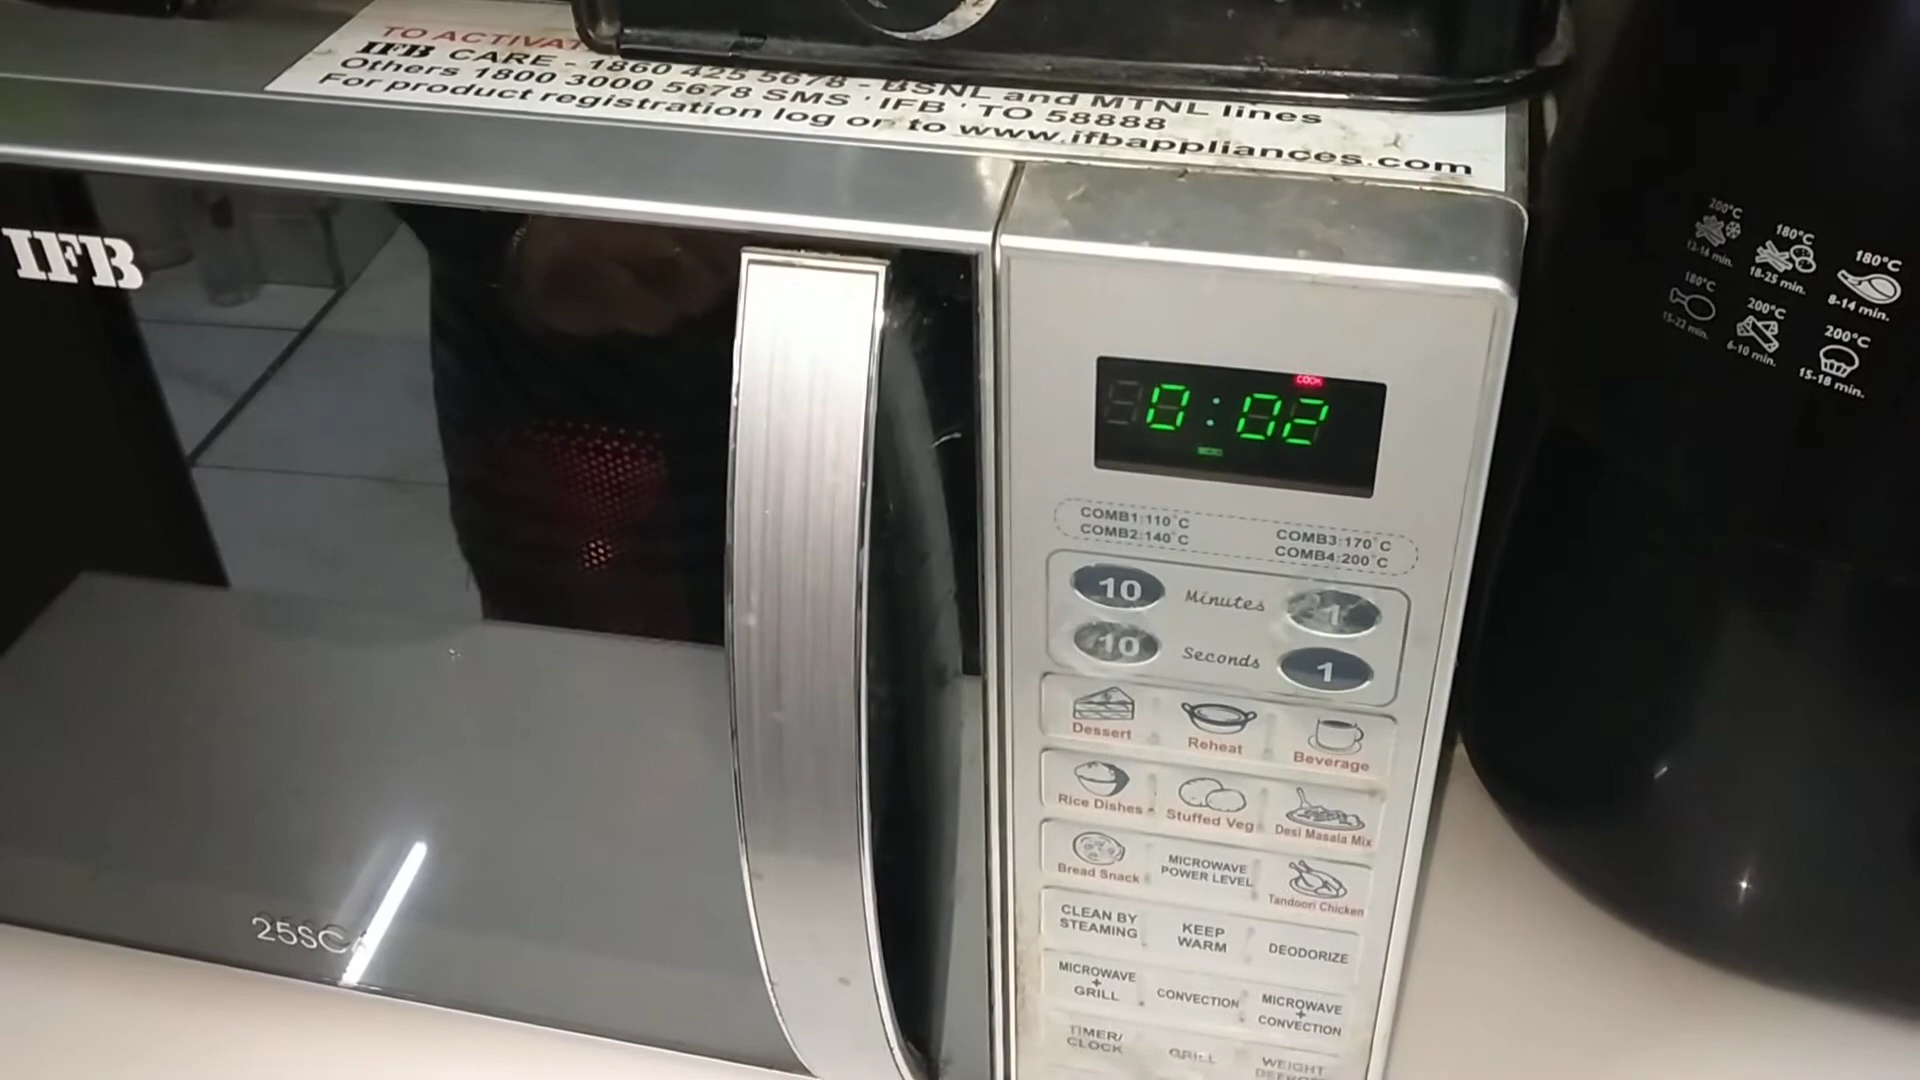 TO ACTIVAT
IFB CARE - 1860 425 5678 - BSNL and MTNL lines
Others 1800 3000 5678 SMS · IFB ' TO 58888
For product registration log on to www.ifbappliances.com
IFB
25SC
COOK
0:02
COMB1:110°C
COMB2:140°C
COMB3:170°C
COMB4:200°C
10 Minutes 1
10 Seconds 1
Dessert Reheat Beverage
Rice Dishes Stuffed Veg Desi Masala Mix
Bread Snack MICROWAVE POWER LEVEL Tandoori Chicken
CLEAN BY STEAMING KEEP WARM DEODORIZE
MICROWAVE + GRILL CONVECTION MICROWAVE + CONVECTION
TIMER/ CLOCK GRILL WEIGHT
200°C 180°C 180°C
12-16 min. 18-25 min. 8-14 min.
180°C 200°C 200°C
15-22 min. 6-10 min. 15-18 min.